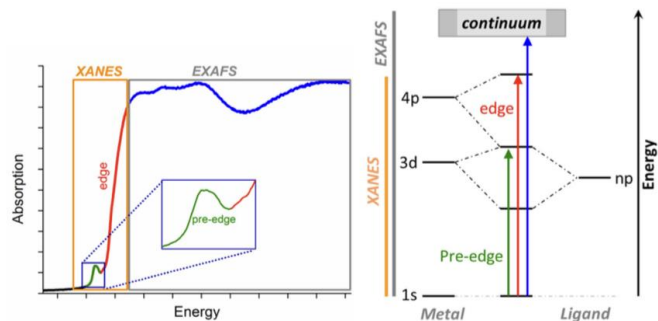 XANES
EXAFS
edge
pre-edge
Absorption
Energy
continuum
EXAFS
XANES
4p
edge
3d
np
Pre-edge
1s
Metal
Ligand
Energy